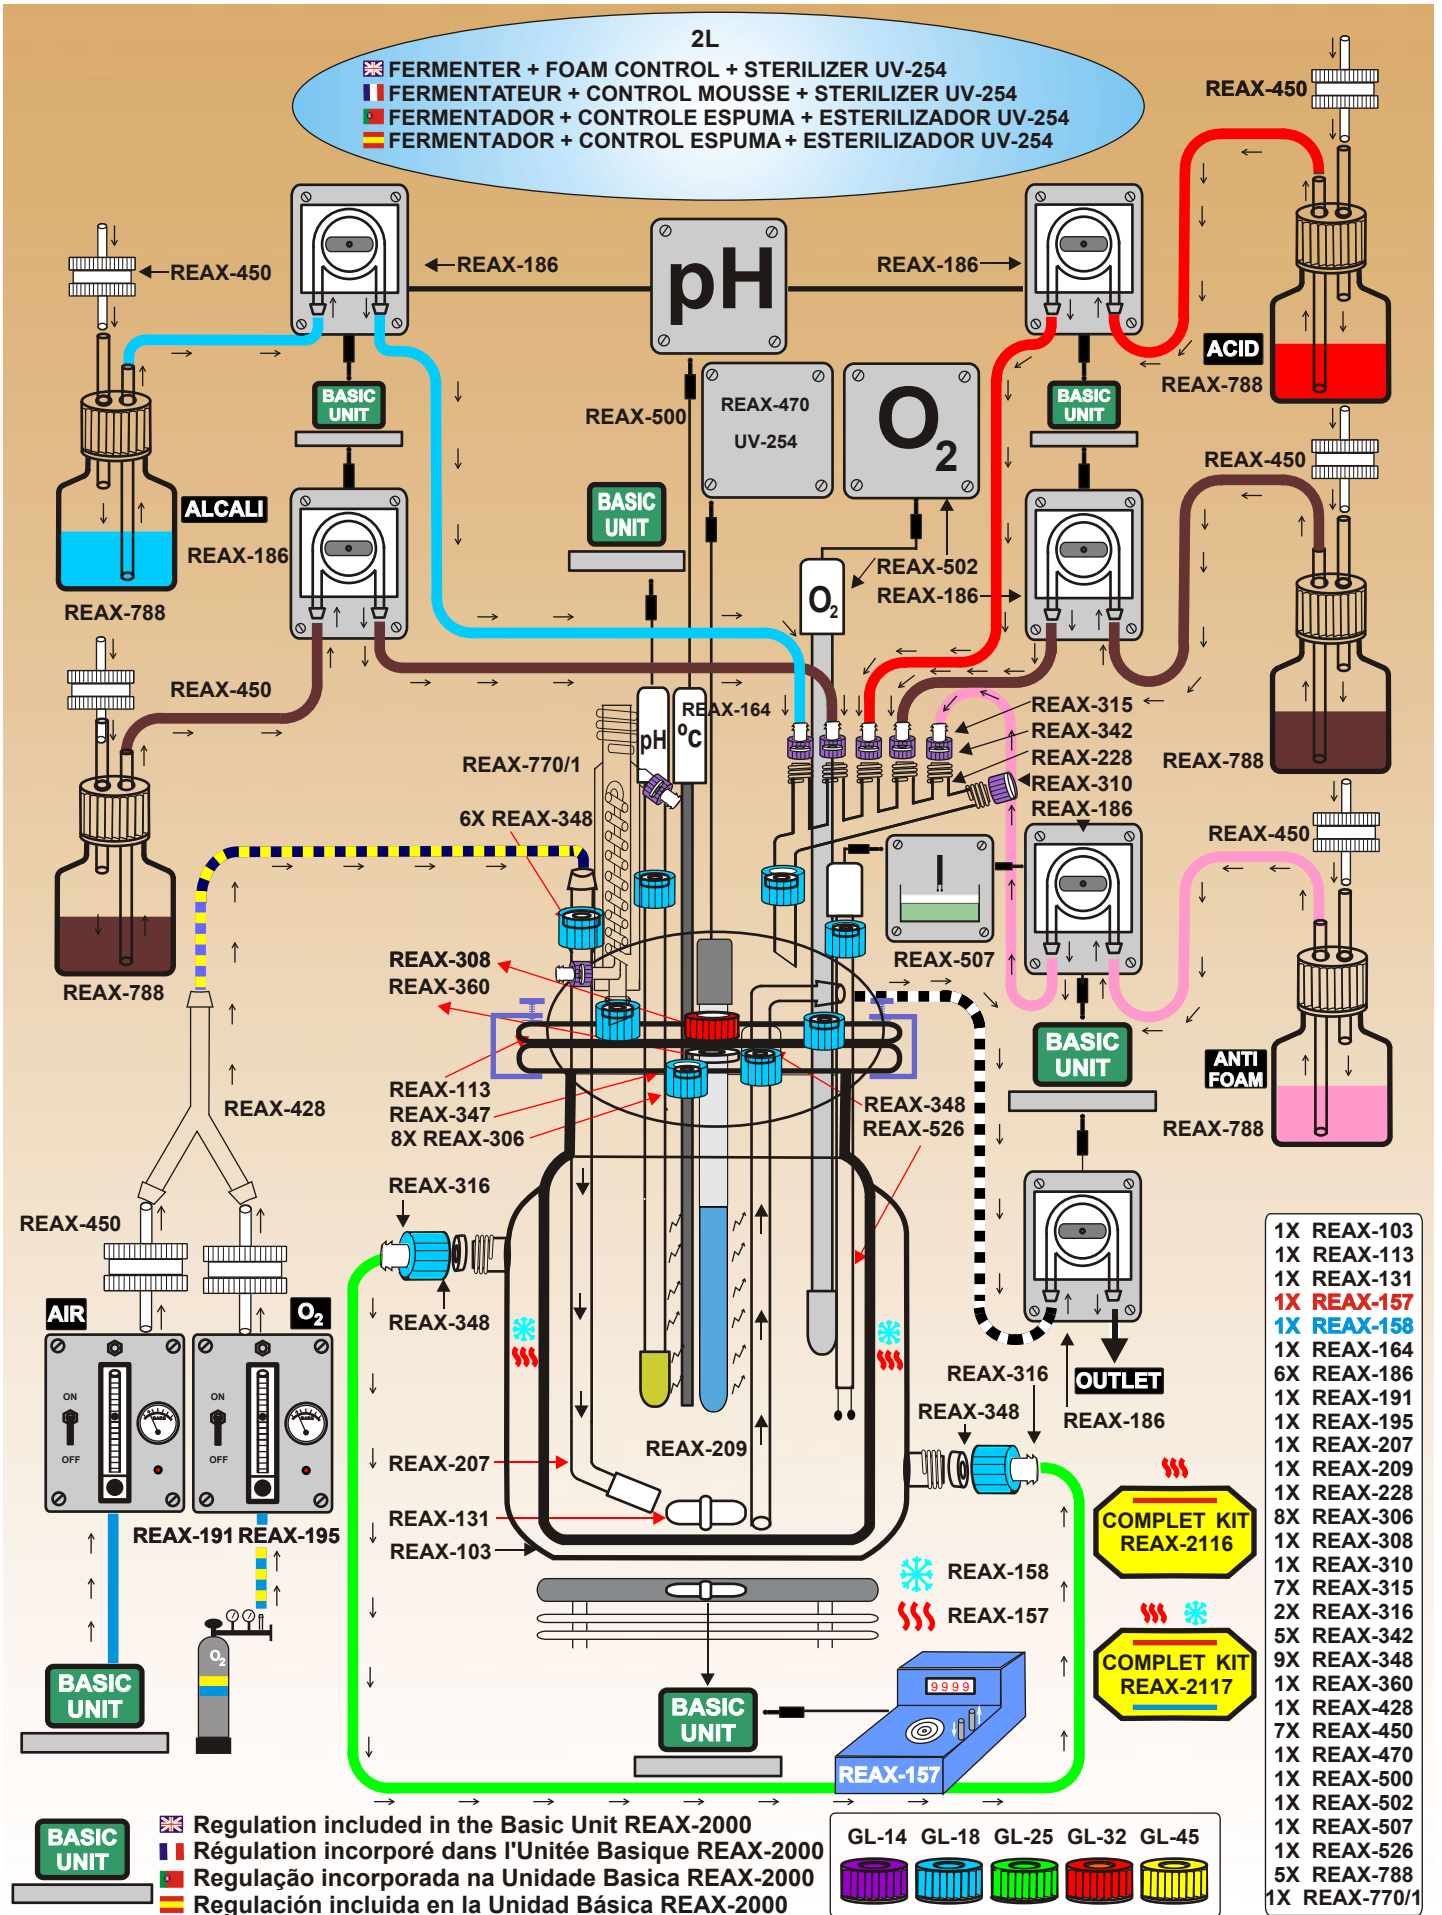 2L
FERMENTER + FOAM CONTROL + STERILIZER UV-254
FERMENTATEUR + CONTROL MOUSSE + STERILIZER UV-254
FERMENTADOR + CONTROLE ESPUMA + ESTERILIZADOR UV-254
FERMENTADOR + CONTROL ESPUMA + ESTERILIZADOR UV-254
REAX-450
REAX-450
REAX-186
pH
REAX-186
ACID
REAX-788
BASIC
UNIT
REAX-500
REAX-470
UV-254
O2
BASIC
UNIT
REAX-450
ALCALI
REAX-186
REAX-788
BASIC
UNIT
REAX-502
REAX-186
O2
REAX-450
REAX-164
pH
ºC
REAX-315
REAX-342
REAX-228
REAX-310
REAX-186
REAX-788
REAX-770/1
6X REAX-348
REAX-450
REAX-308
REAX-360
REAX-507
REAX-788
BASIC
UNIT
ANTI
FOAM
REAX-788
REAX-113
REAX-347
8X REAX-306
REAX-348
REAX-526
REAX-428
REAX-316
REAX-450
REAX-348
AIR
O2
ON
OFF
BARS
ON
OFF
BARS
REAX-316
OUTLET
REAX-348
REAX-186
REAX-209
REAX-207
REAX-131
REAX-103
REAX-191
REAX-195
REAX-158
REAX-157
COMPLET KIT
REAX-2116
COMPLET KIT
REAX-2117
O2
BASIC
UNIT
BASIC
UNIT
9999
REAX-157
1X REAX-103
1X REAX-113
1X REAX-131
1X REAX-157
1X REAX-158
1X REAX-164
6X REAX-186
1X REAX-191
1X REAX-195
1X REAX-207
1X REAX-209
1X REAX-228
8X REAX-306
1X REAX-308
1X REAX-310
7X REAX-315
2X REAX-316
5X REAX-342
9X REAX-348
1X REAX-360
1X REAX-428
7X REAX-450
1X REAX-470
1X REAX-500
1X REAX-502
1X REAX-507
1X REAX-526
5X REAX-788
1X REAX-770/1
BASIC
UNIT
Regulation included in the Basic Unit REAX-2000
Régulation incorporé dans l'Unitée Basique REAX-2000
Regulação incorporada na Unidade Basica REAX-2000
Regulación incluida en la Unidad Básica REAX-2000
GL-14 GL-18 GL-25 GL-32 GL-45